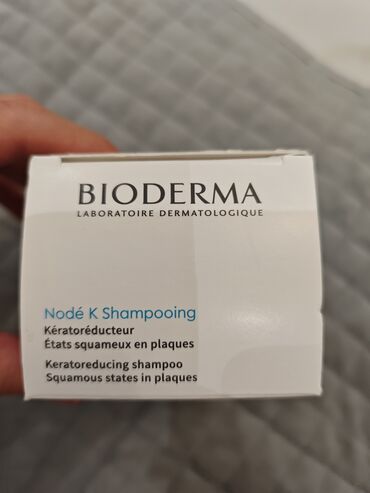 BIODERMA
LABORATOIRE DERMATOLOGIQUE
Nodé K Shampooing
Kératoréducteur
États squameux en plaques
Keratoreducing shampoo
Squamous states in plaques